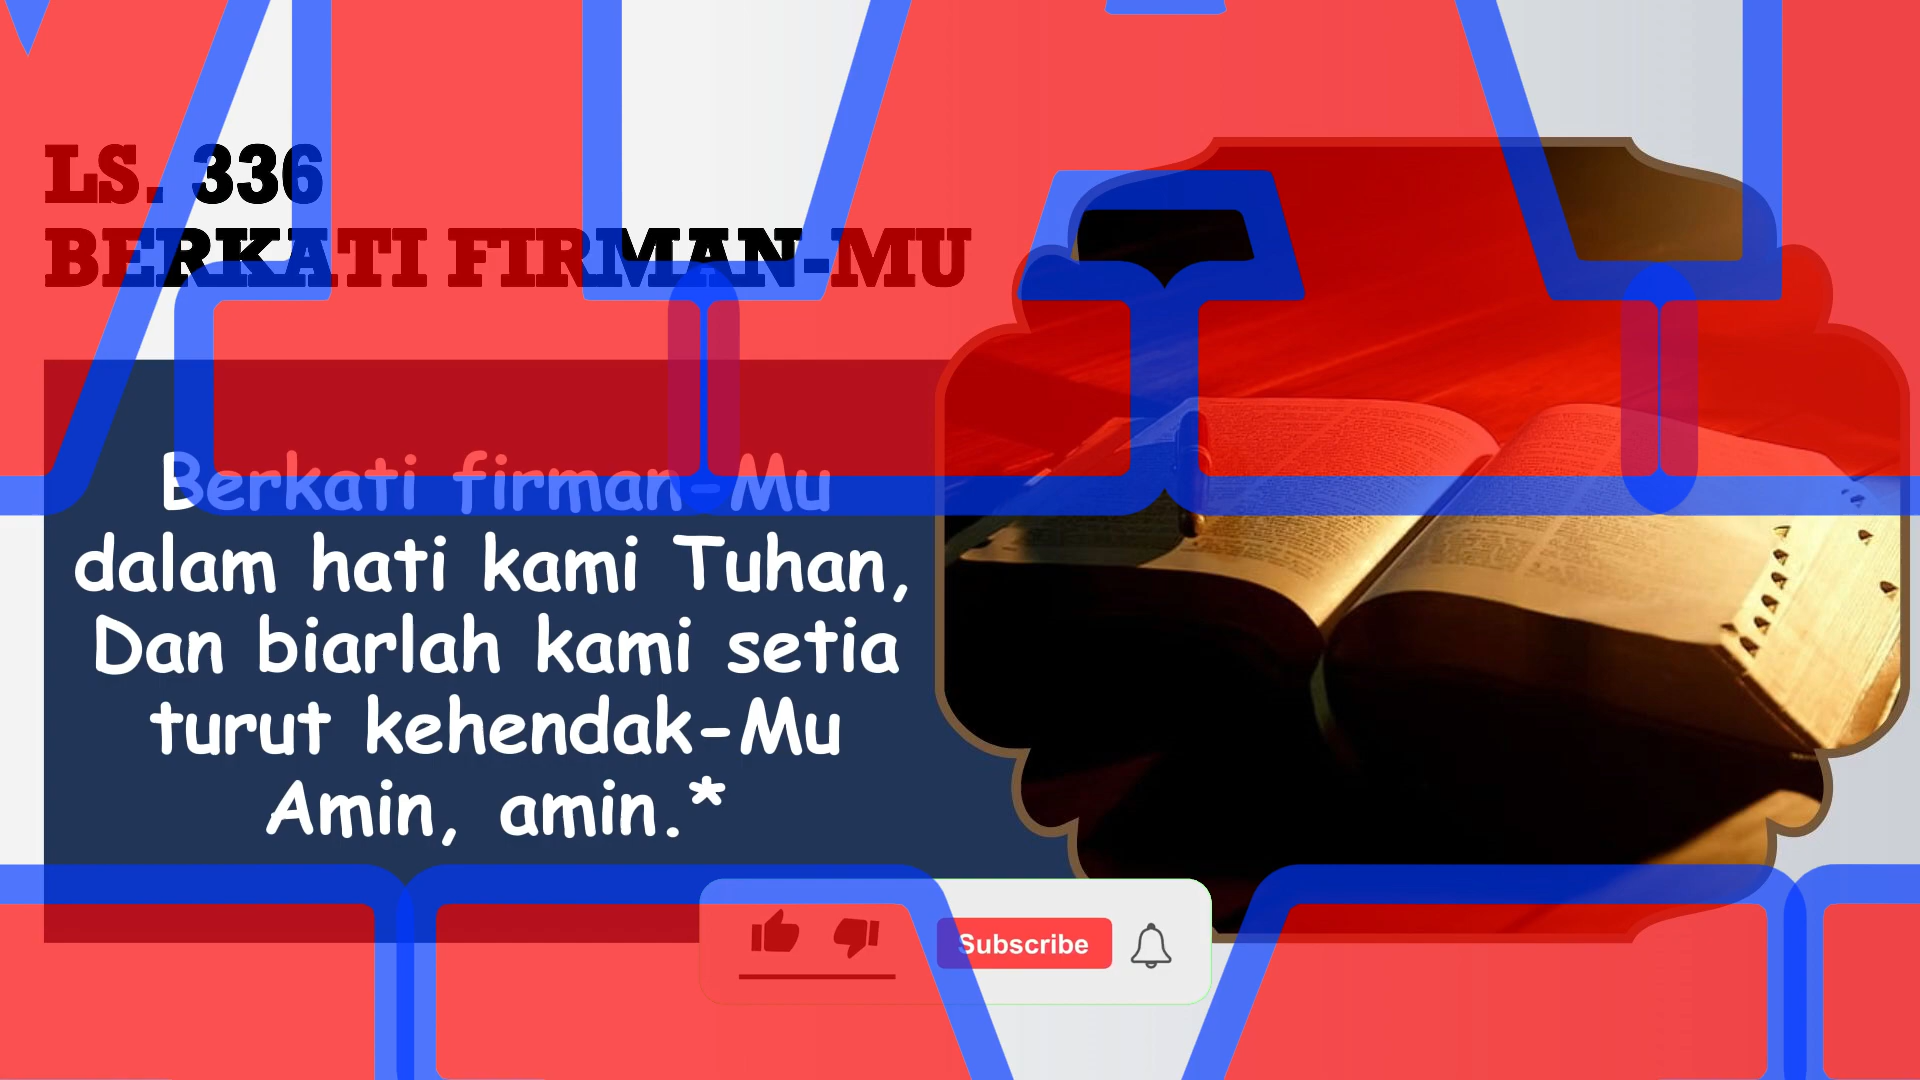 LS. 336
BERKATI FIRMAN-MU
Berkati firman-Mu
dalam hati kami Tuhan,
Dan biarlah kami setia
turut kehendak-Mu
Amin, amin.*
Subscribe